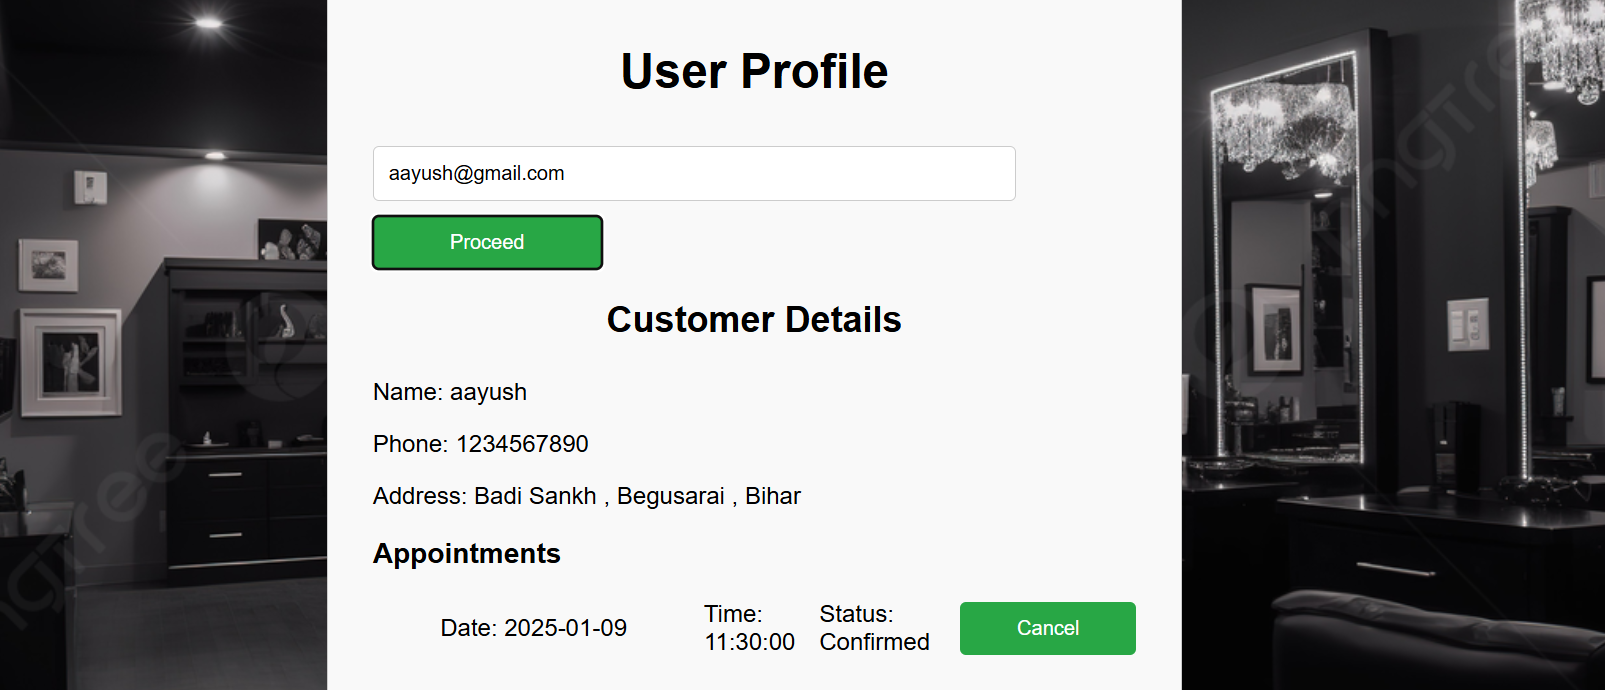 User Profile
aayush@gmail.com
Proceed
Customer Details
Name: aayush
Phone: 1234567890
Address: Badi Sankh , Begusarai , Bihar
Appointments
Date: 2025-01-09
Time:
11:30:00
Status:
Confirmed
Cancel